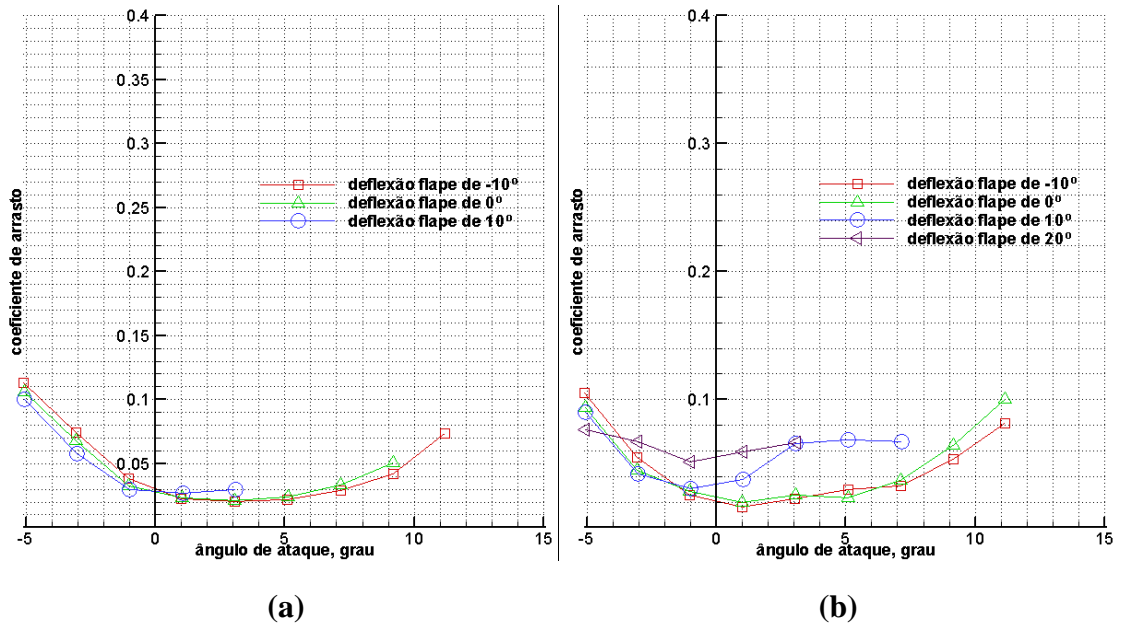 0.4
0.35
0.3
0.25
0.2
0.15
0.1
0.05
coeficiente de arrasto
deflexão flape de -10º
deflexão flape de 0º
deflexão flape de 10º
-5 0 5 10 15
ângulo de ataque, grau
(a)
0.4
0.3
0.2
0.1
coeficiente de arrasto
deflexão flape de -10º
deflexão flape de 0º
deflexão flape de 10º
deflexão flape de 20º
-5 0 5 10 15
ângulo de ataque, grau
(b)